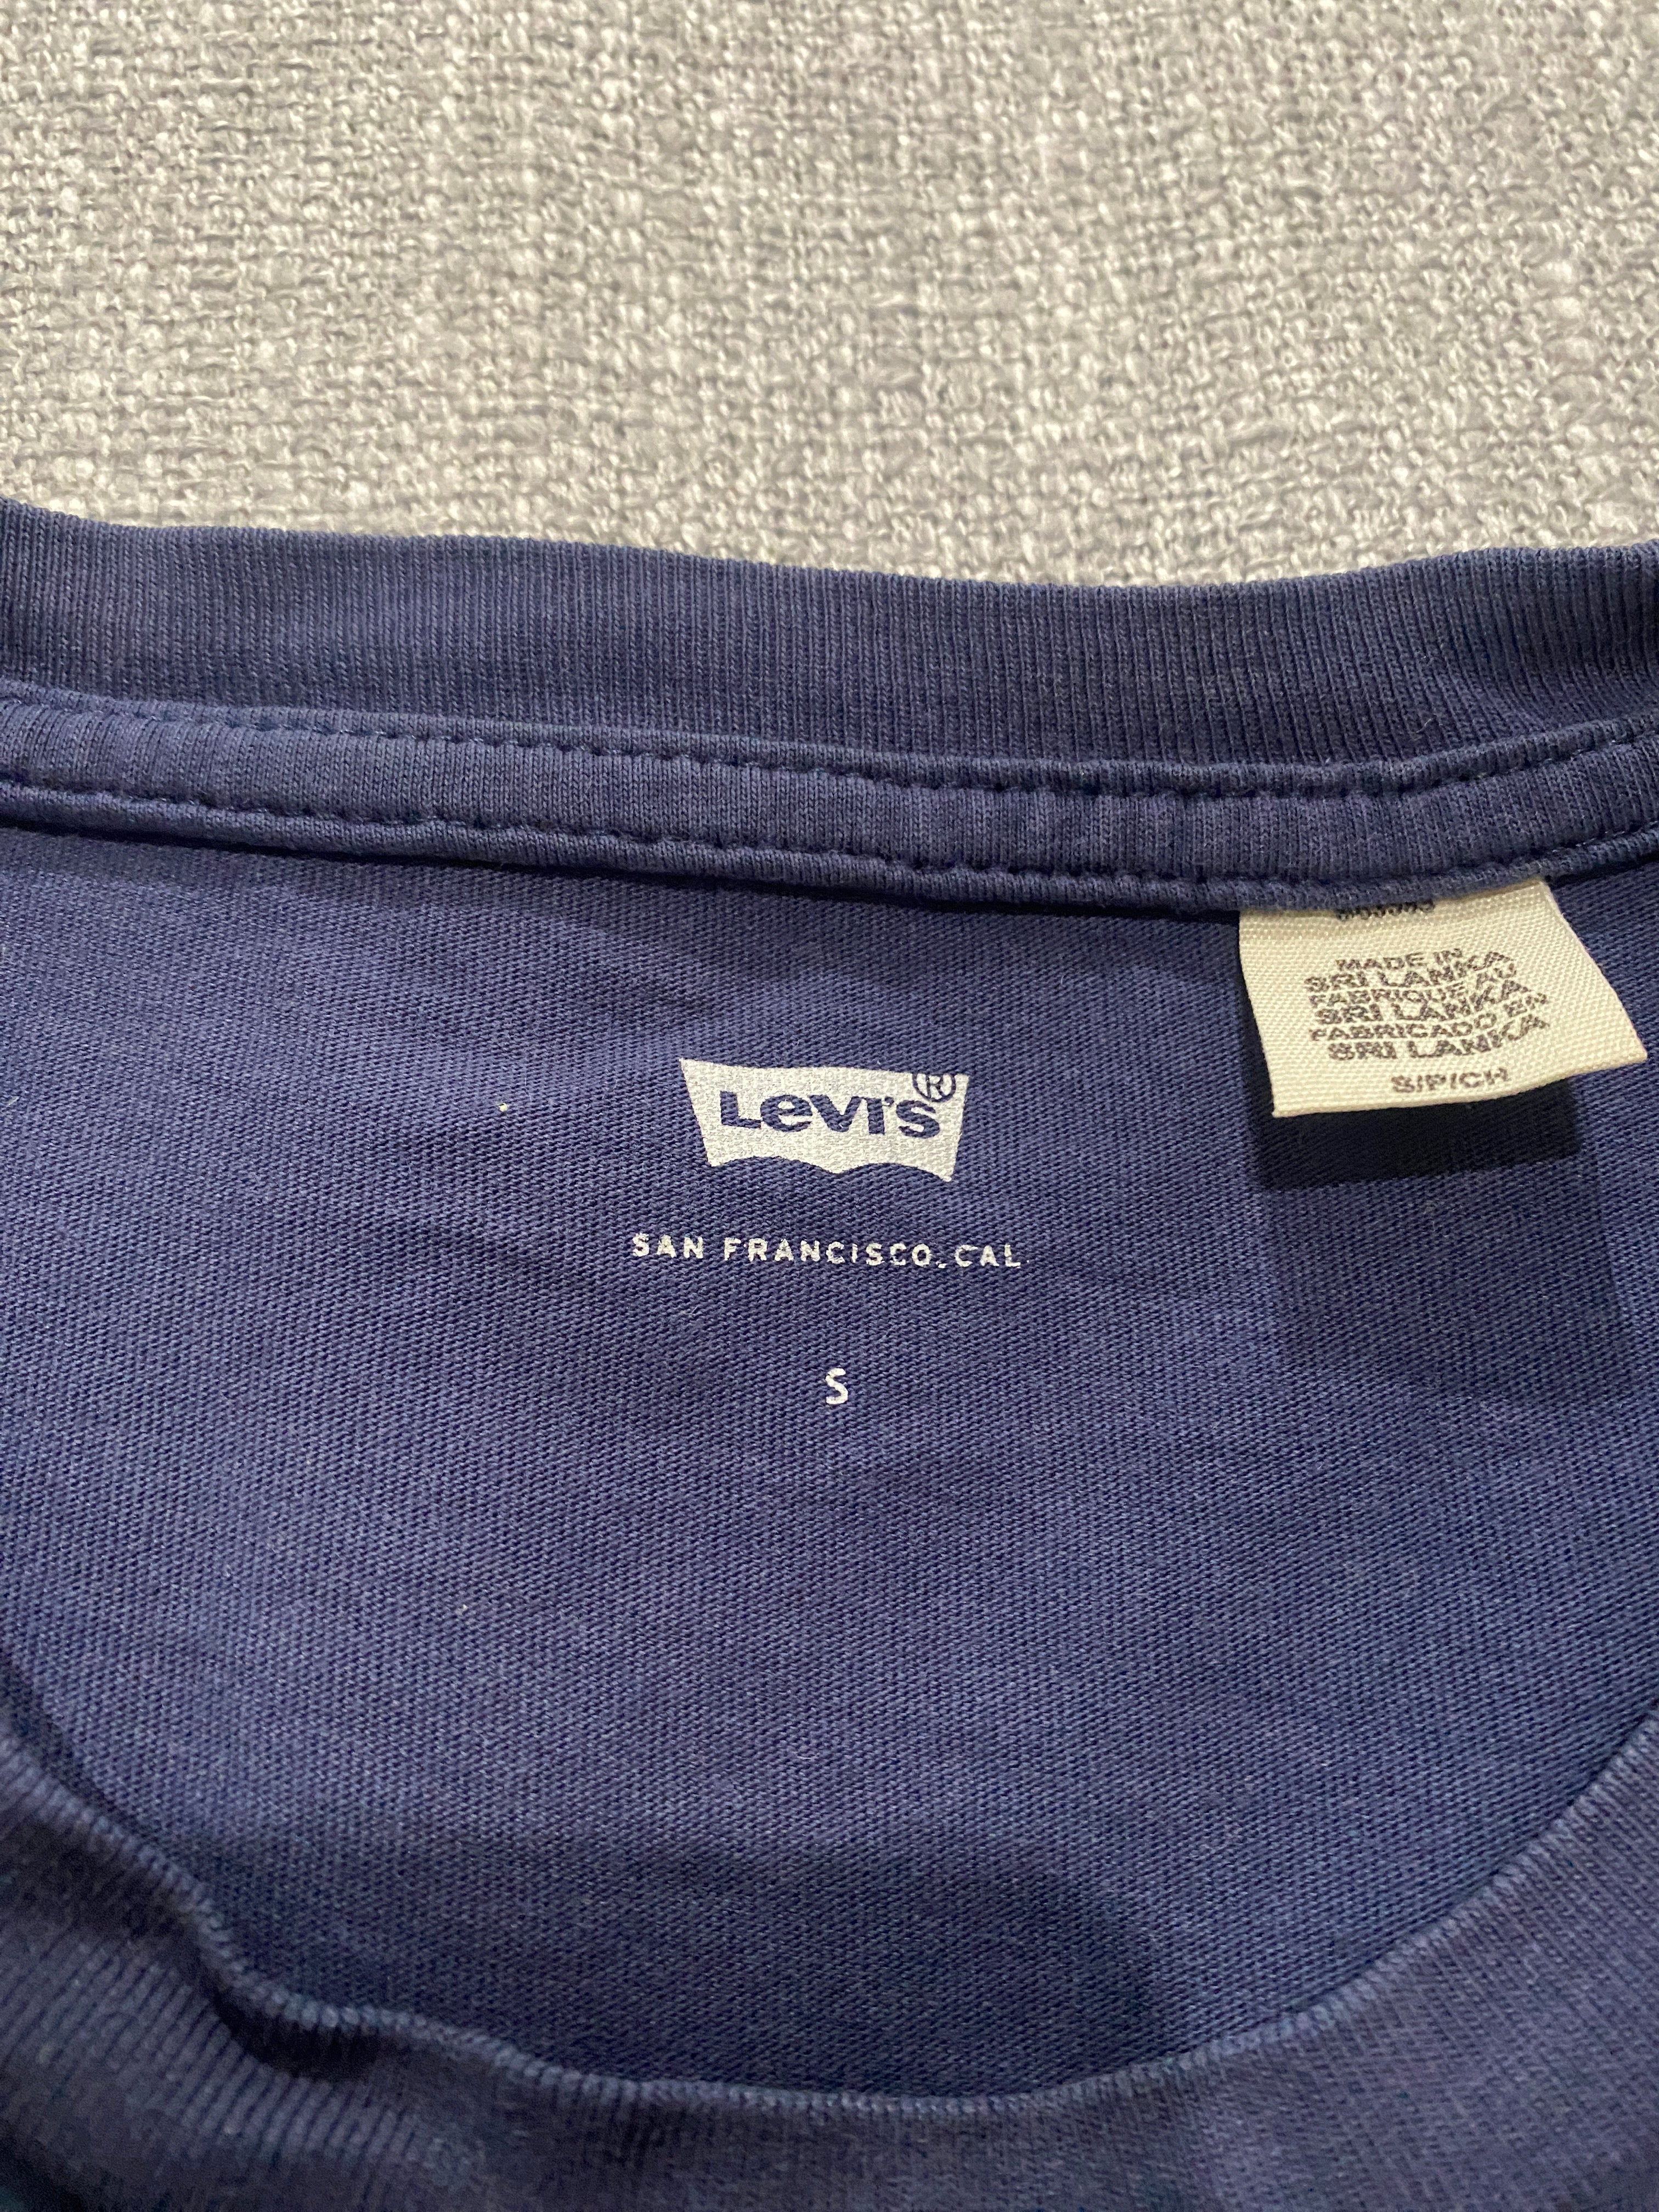 MADE IN
SRI LANKA
FABRIQUÉ AU
SRI LANKA
FABRICADO EN
SRI LANKA
S/P/CH
LEVI'S®
SAN FRANCISCO, CAL
S